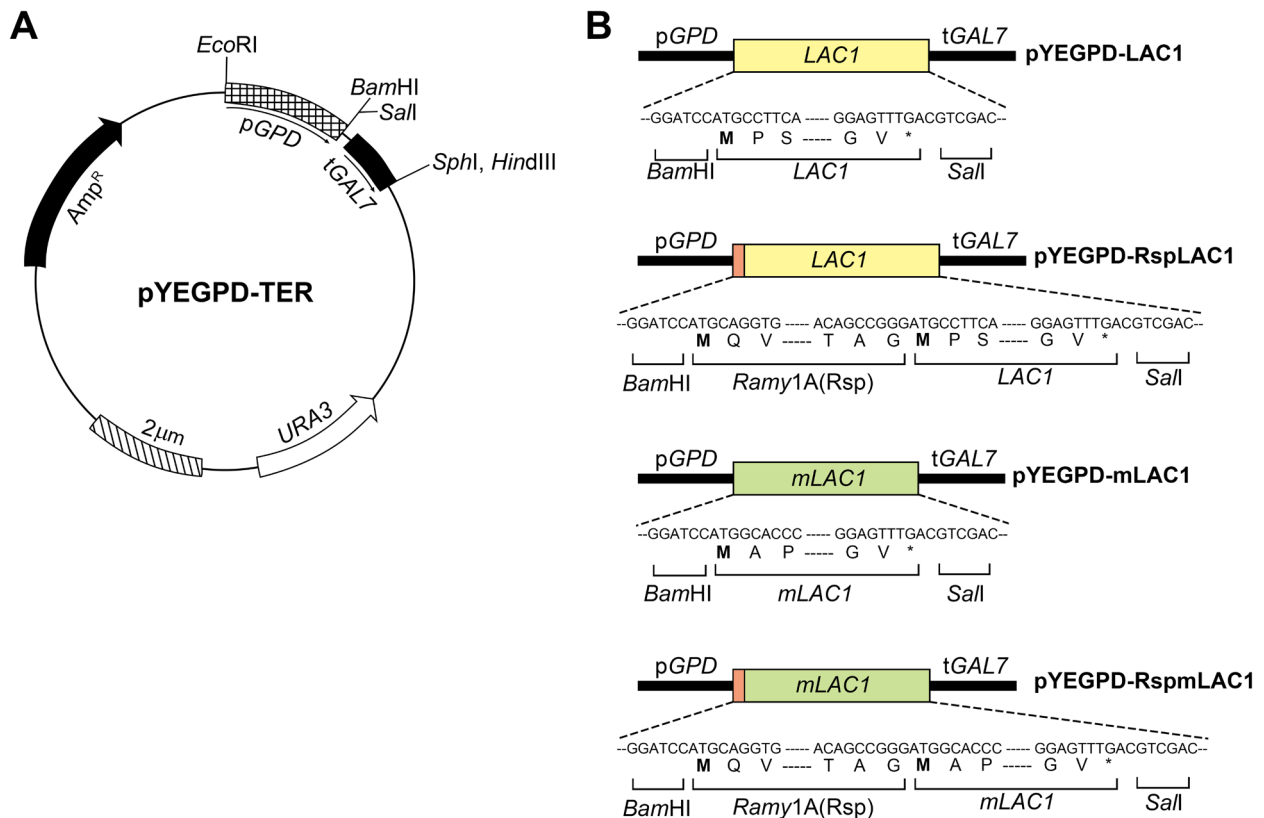 A
EcoRI
BamHI
SalI
pGPD
tGAL7
SphI, HindIII
AmpR
pYEGPD-TER
URA3
2µm
B
pGPD LAC1 tGAL7 pYEGPD-LAC1
--GGATCCATGCCTTCA ----- GGAGTTTGACGTCGAC--
M P S ----- G V *
BamHI LAC1 SalI
pGPD LAC1 tGAL7 pYEGPD-RspLAC1
--GGATCCATGCAGGTG ----- ACAGCCGGGATGCCTTCA ----- GGAGTTTGACGTCGAC--
M Q V ----- T A G M P S ----- G V *
BamHI Ramy1A(Rsp) LAC1 SalI
pGPD mLAC1 tGAL7 pYEGPD-mLAC1
--GGATCCATGGCACCC ----- GGAGTTTGACGTCGAC--
M A P ----- G V *
BamHI mLAC1 SalI
pGPD mLAC1 tGAL7 pYEGPD-RspmLAC1
--GGATCCATGCAGGTG ----- ACAGCCGGGATGGCACCC ----- GGAGTTTGACGTCGAC--
M Q V ----- T A G M A P ----- G V *
BamHI Ramy1A(Rsp) mLAC1 SalI